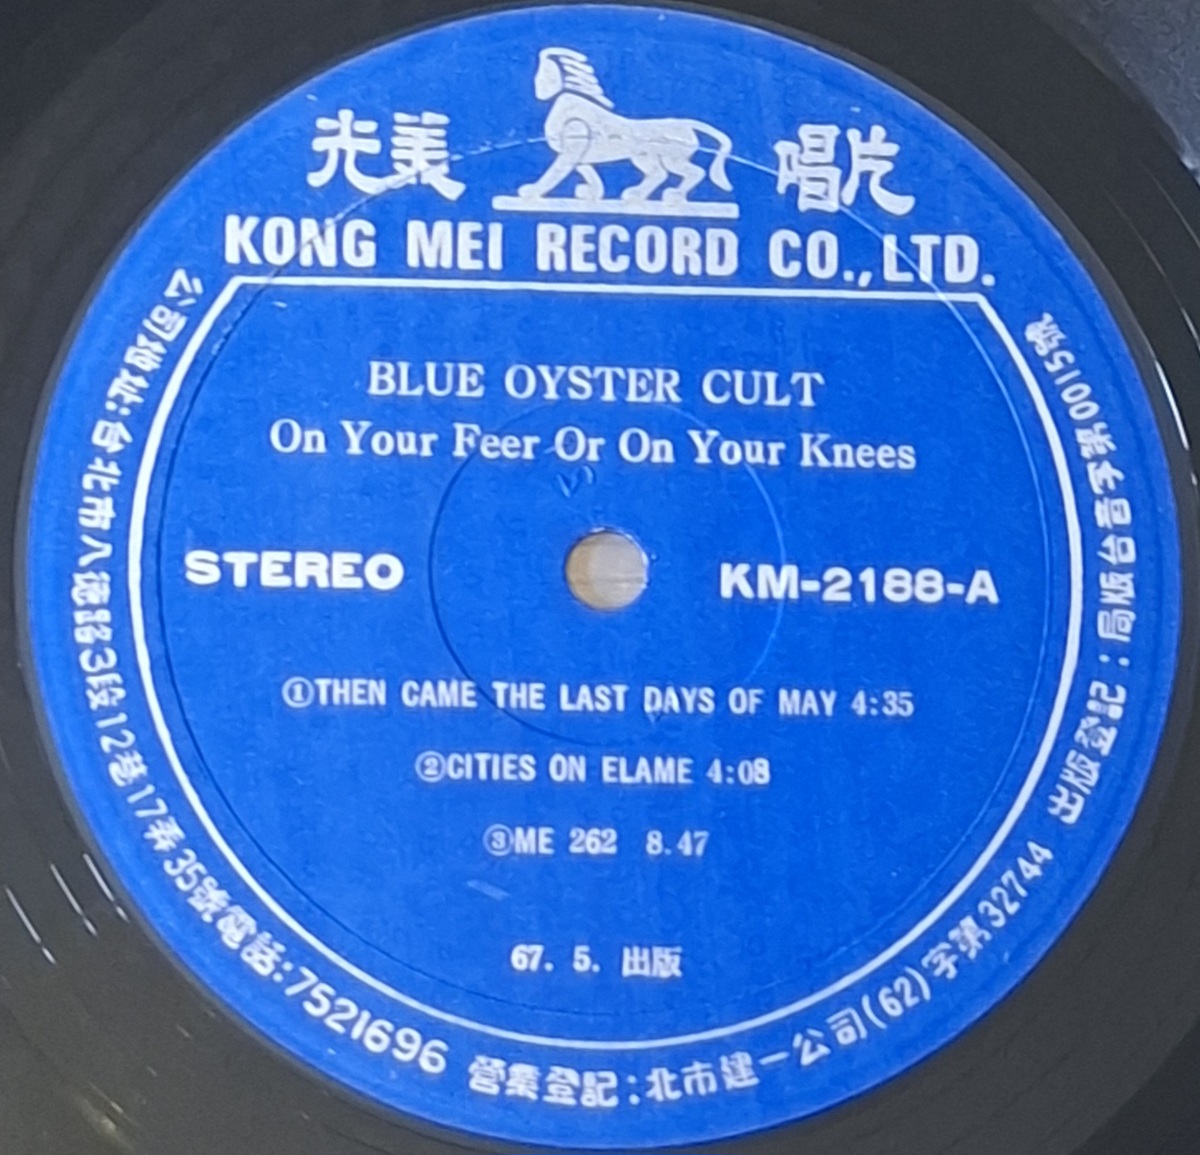 光美 唱片
KONG MEI RECORD CO., LTD.
BLUE OYSTER CULT
On Your Feer Or On Your Knees
STEREO
KM-2188-A
①THEN CAME THE LAST DAYS OF MAY 4:35
②CITIES ON ELAME 4:08
③ME 262 8.47
67. 5. 出版
公司地址:台北市八德路3段12巷17弄35號電話:7521696
營業登記:北市建一公司(62)字第32744
出版登記:局版台音字第0015號